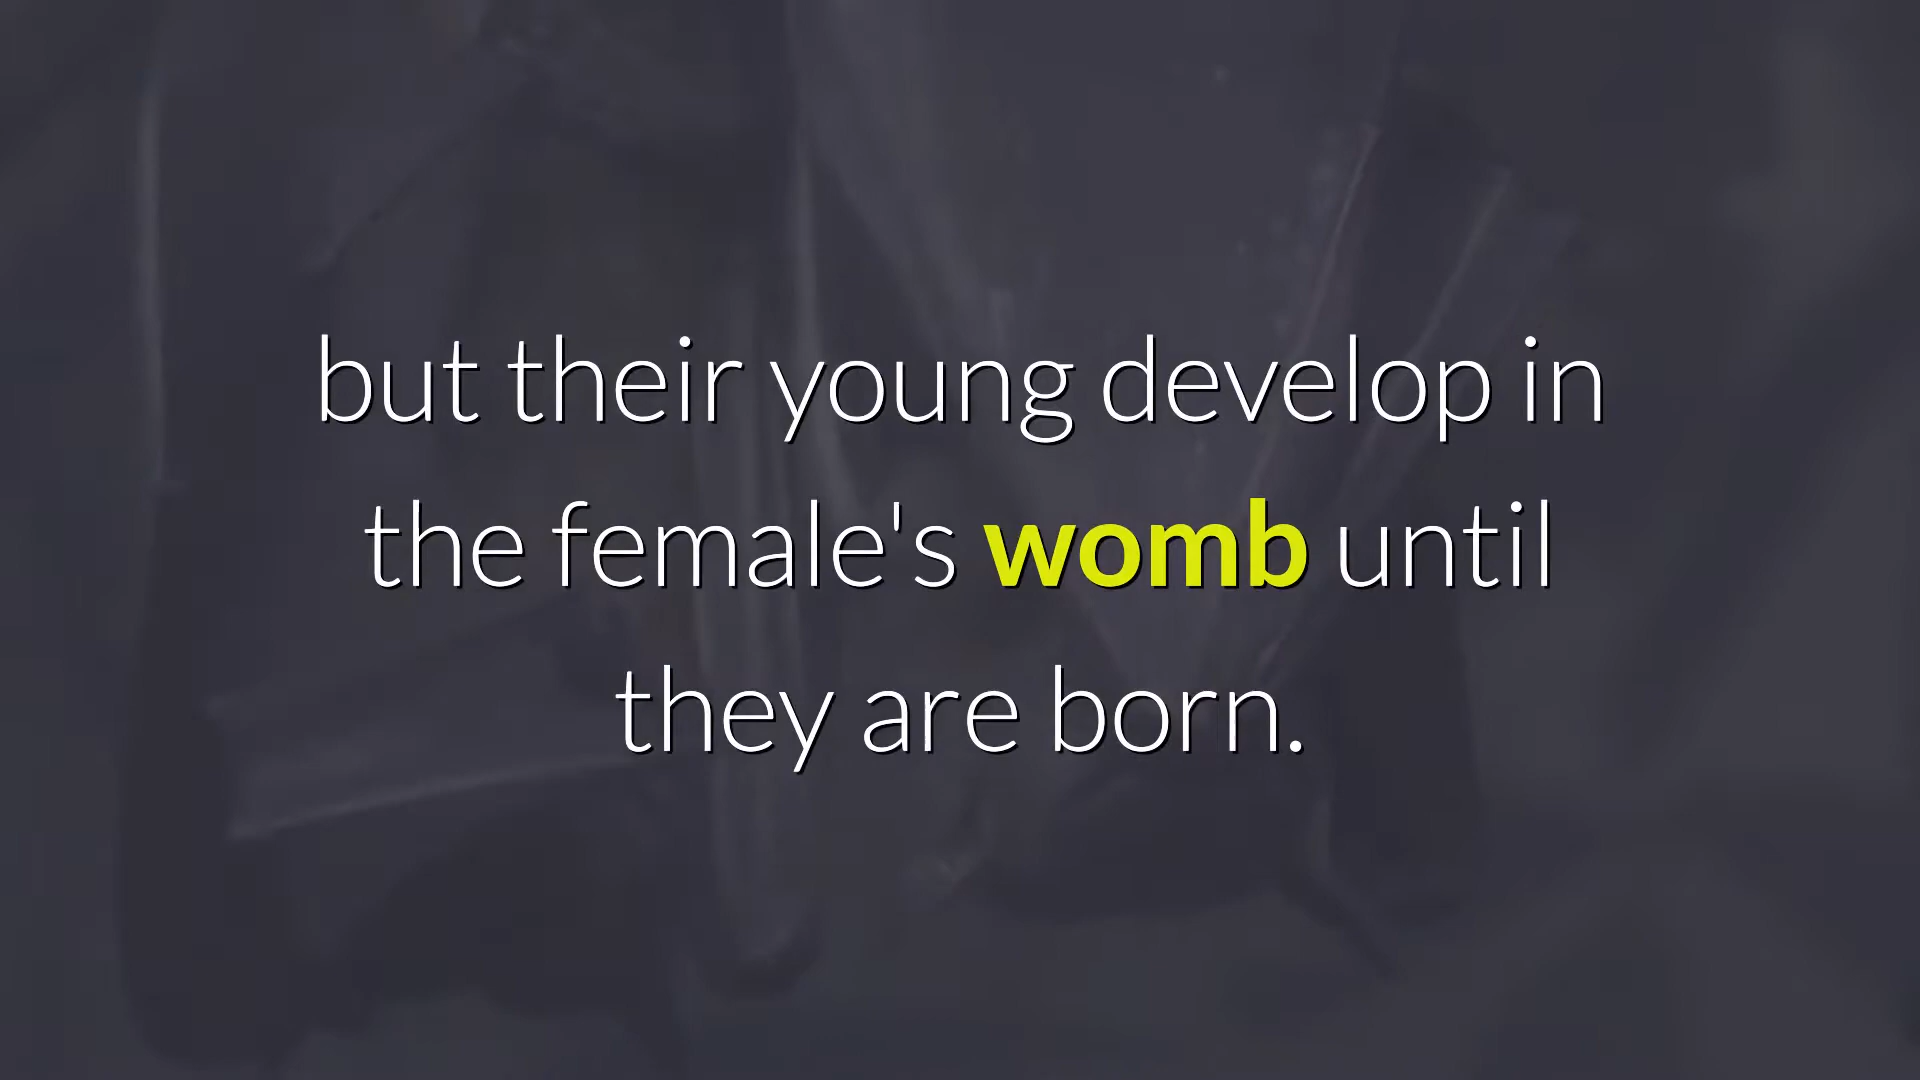 but their young develop in
the female's womb until
they are born.